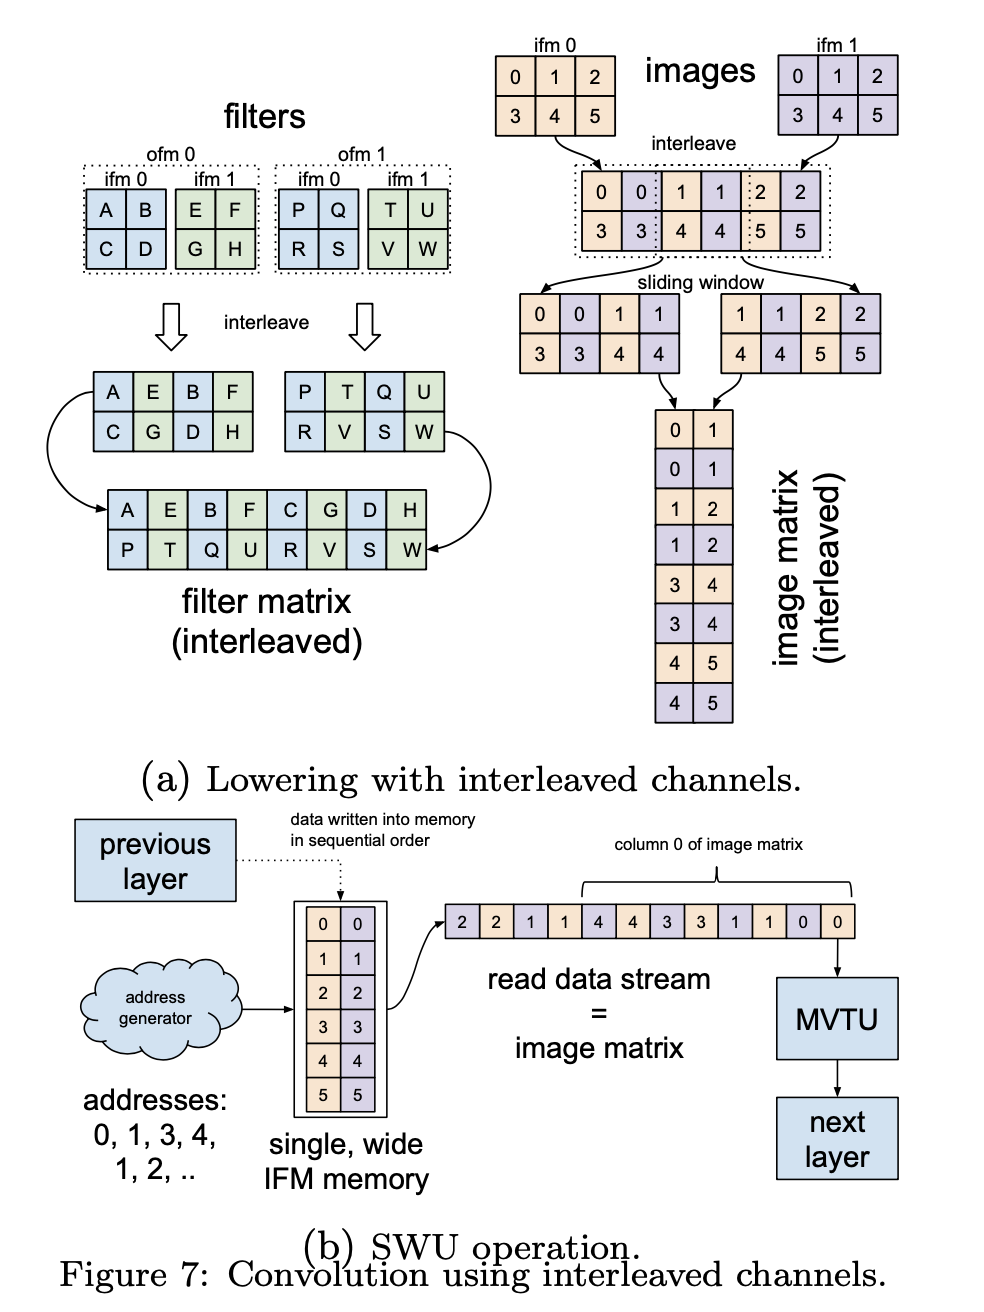 filters
ofm 0
ofm 1
ifm 0
ifm 1
ifm 0
ifm 1
A B E F P Q T U
C D G H R S V W
interleave
A E B F P T Q U
C G D H R V S W
A E B F C G D H
P T Q U R V S W
filter matrix
(interleaved)
ifm 0
images
ifm 1
0 1 2 0 1 2
3 4 5 3 4 5
interleave
0 0 1 1 2 2
3 3 4 4 5 5
sliding window
0 0 1 1 1 1 2 2
3 3 4 4 4 4 5 5
0 1
0 1
1 2
1 2
3 4
3 4
4 5
4 5
image matrix
(interleaved)
(a) Lowering with interleaved channels.
previous
layer
data written into memory
in sequential order
column 0 of image matrix
0 0
1 1
2 2
3 3
4 4
5 5
2 2 1 1 4 4 3 3 1 1 0 0
address
generator
read data stream
=
image matrix
MVTU
addresses:
0, 1, 3, 4,
1, 2, ..
single, wide
IFM memory
next
layer
(b) SWU operation.
Figure 7: Convolution using interleaved channels.